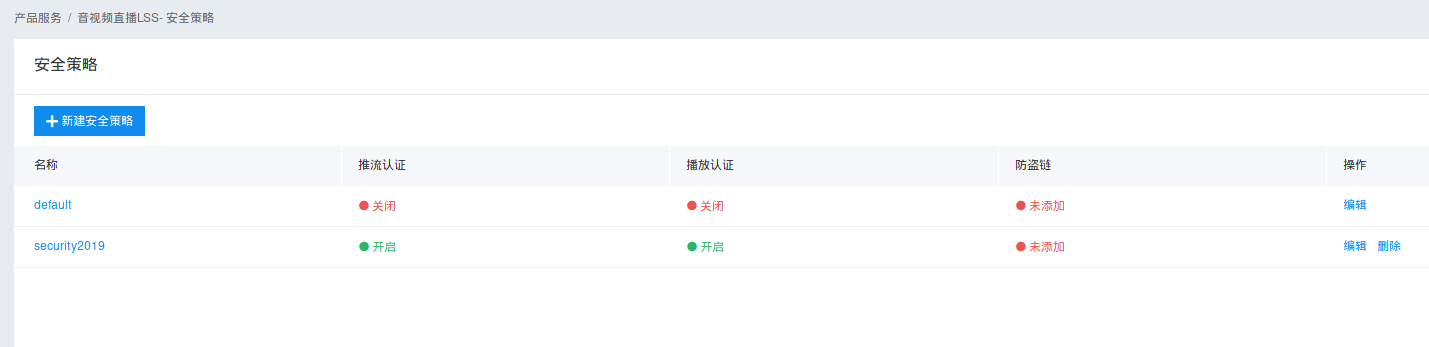 产品服务 / 音视频直播LSS- 安全策略
安全策略
新建安全策略
名称 推流认证 播放认证 防盗链 操作
default 关闭 关闭 未添加 编辑
security2019 开启 开启 未添加 编辑 删除